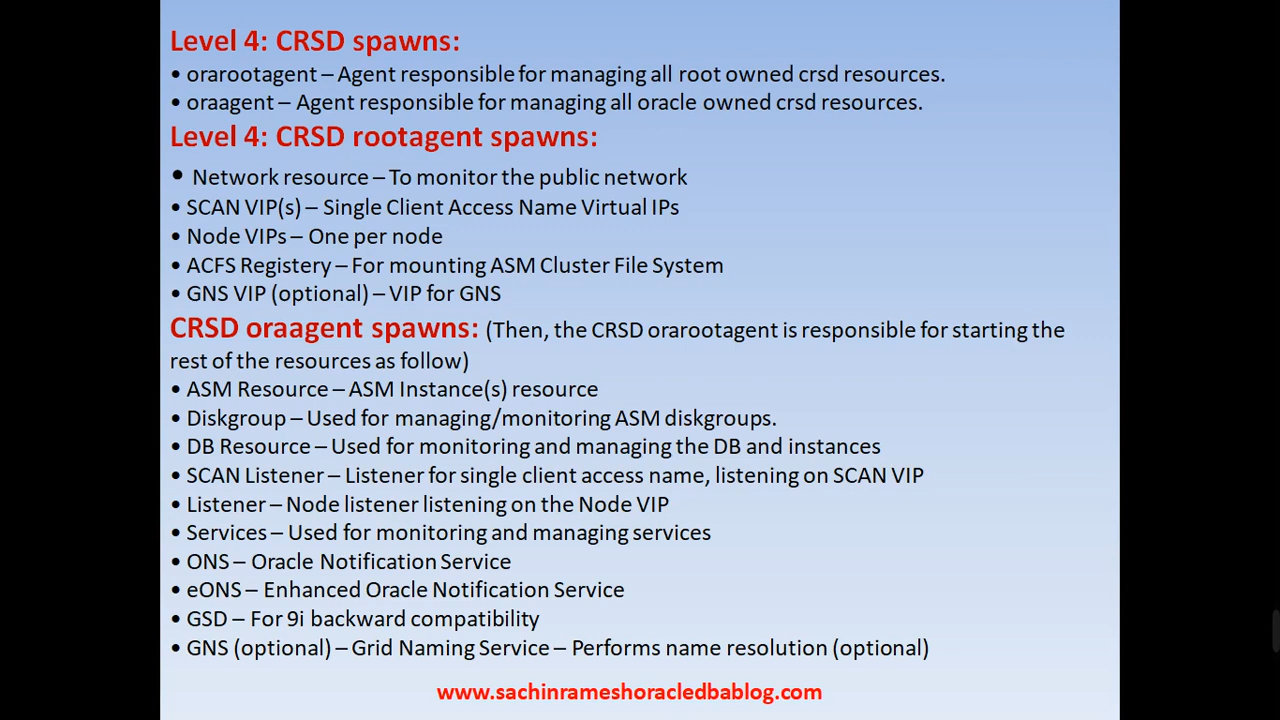 Level 4: CRSD spawns:
• orarootagent – Agent responsible for managing all root owned crsd resources.
• oraagent – Agent responsible for managing all oracle owned crsd resources.
Level 4: CRSD rootagent spawns:
• Network resource – To monitor the public network
• SCAN VIP(s) – Single Client Access Name Virtual IPs
• Node VIPs – One per node
• ACFS Registery – For mounting ASM Cluster File System
• GNS VIP (optional) – VIP for GNS
CRSD oraagent spawns: (Then, the CRSD orarootagent is responsible for starting the
rest of the resources as follow)
• ASM Resource – ASM Instance(s) resource
• Diskgroup – Used for managing/monitoring ASM diskgroups.
• DB Resource – Used for monitoring and managing the DB and instances
• SCAN Listener – Listener for single client access name, listening on SCAN VIP
• Listener – Node listener listening on the Node VIP
• Services – Used for monitoring and managing services
• ONS – Oracle Notification Service
• eONS – Enhanced Oracle Notification Service
• GSD – For 9i backward compatibility
• GNS (optional) – Grid Naming Service – Performs name resolution (optional)
www.sachinrameshoracledbablog.com